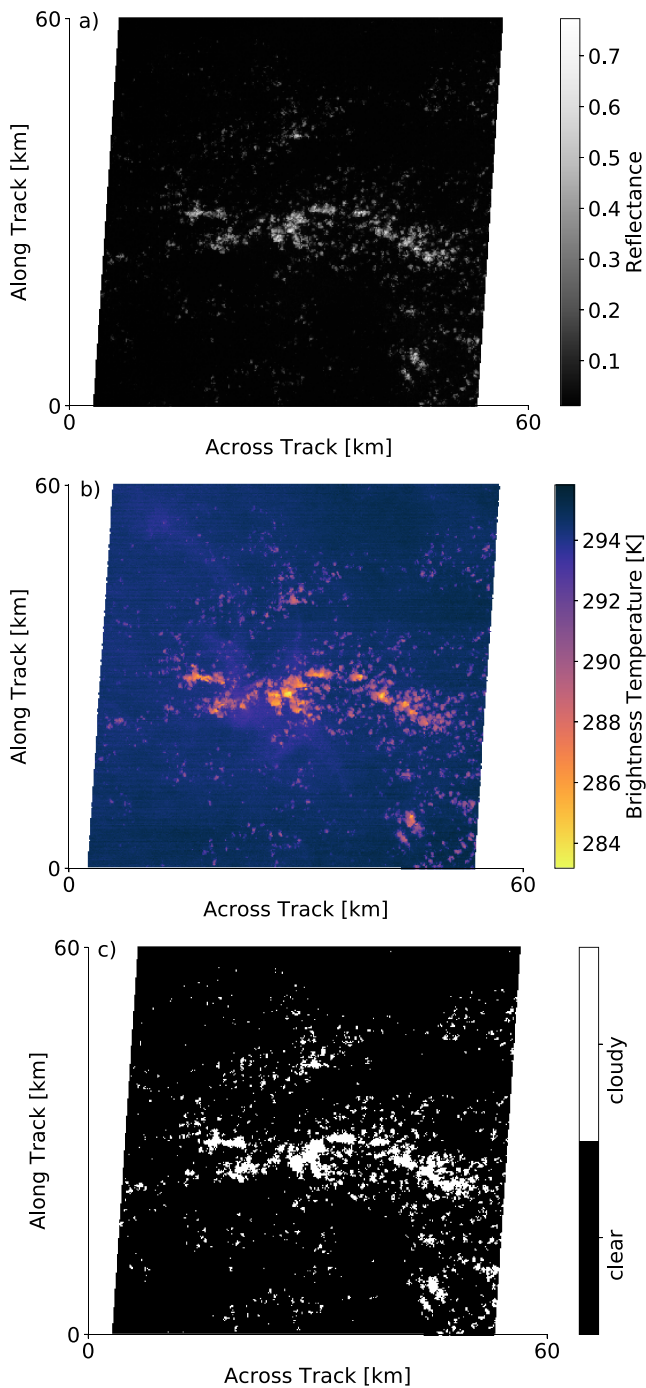 60
a)
Along Track [km]
0
0
60
Across Track [km]
0.7
0.6
0.5
0.4
0.3
0.2
0.1
Reflectance
60
b)
Along Track [km]
0
0
60
Across Track [km]
294
292
290
288
286
284
Brightness Temperature [K]
60
c)
Along Track [km]
0
0
60
Across Track [km]
cloudy
clear